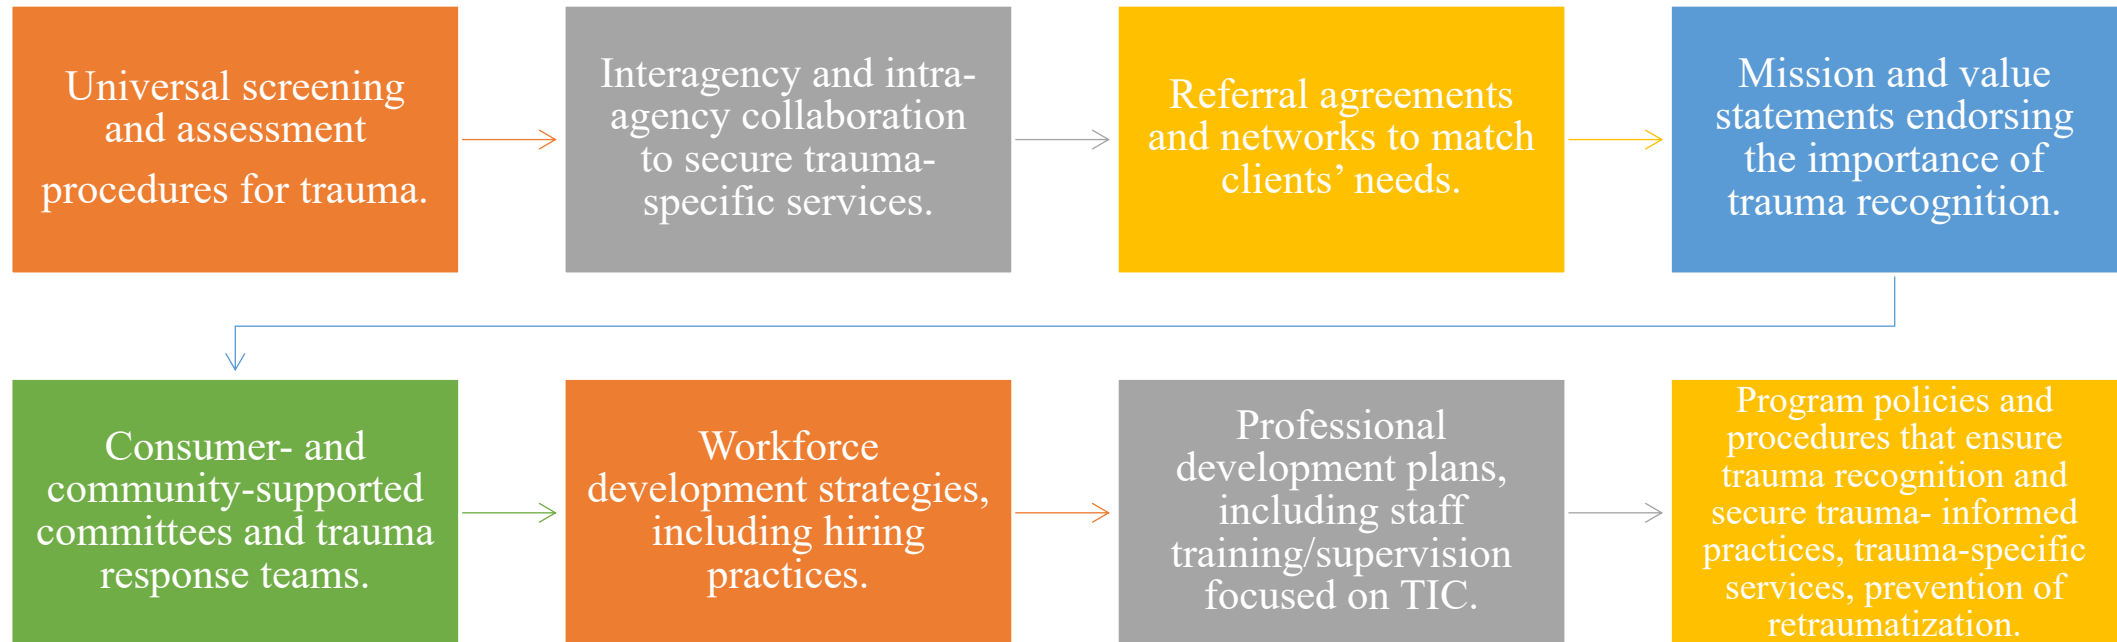 Universal screening
and assessment
procedures for trauma.
Interagency and intra-
agency collaboration
to secure trauma-
specific services.
Referral agreements
and networks to match
clients’ needs.
Mission and value
statements endorsing
the importance of
trauma recognition.
Consumer- and
community-supported
committees and trauma
response teams.
Workforce
development strategies,
including hiring
practices.
Professional
development plans,
including staff
training/supervision
focused on TIC.
Program policies and
procedures that ensure
trauma recognition and
secure trauma- informed
practices, trauma-specific
services, prevention of
retraumatization.